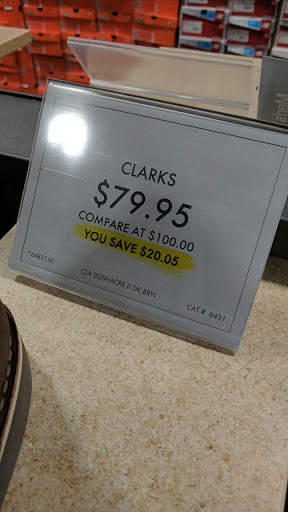 CLARKS
$79.95
COMPARE AT $100.00
YOU SAVE $20.05
*6483150
CLA.BUSHACRE II DK.BRN
CAT # 6451